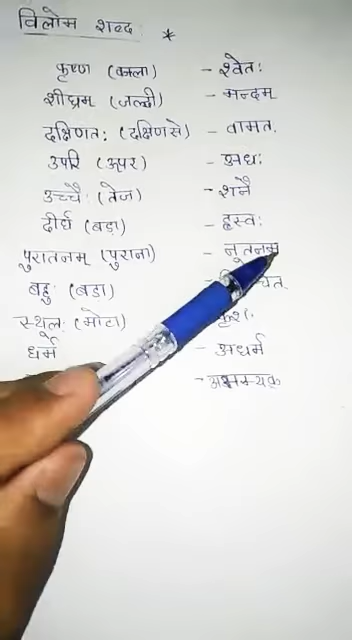 विलोम शब्द *
कृष्ण (काला) - श्वेतः
शीघ्रम् (जल्दी) - मन्दम्
दक्षिणतः (दक्षिण से) - वामत.
उपरि (ऊपर) - अधः
उच्चैः (तेज) - शनै
दीर्घ (बडा) - ह्रस्वः
पुरातनम् (पुराना) - नूतनम्
बहु (बडा)
स्थूलः (मोटा)
धर्म - अधर्म